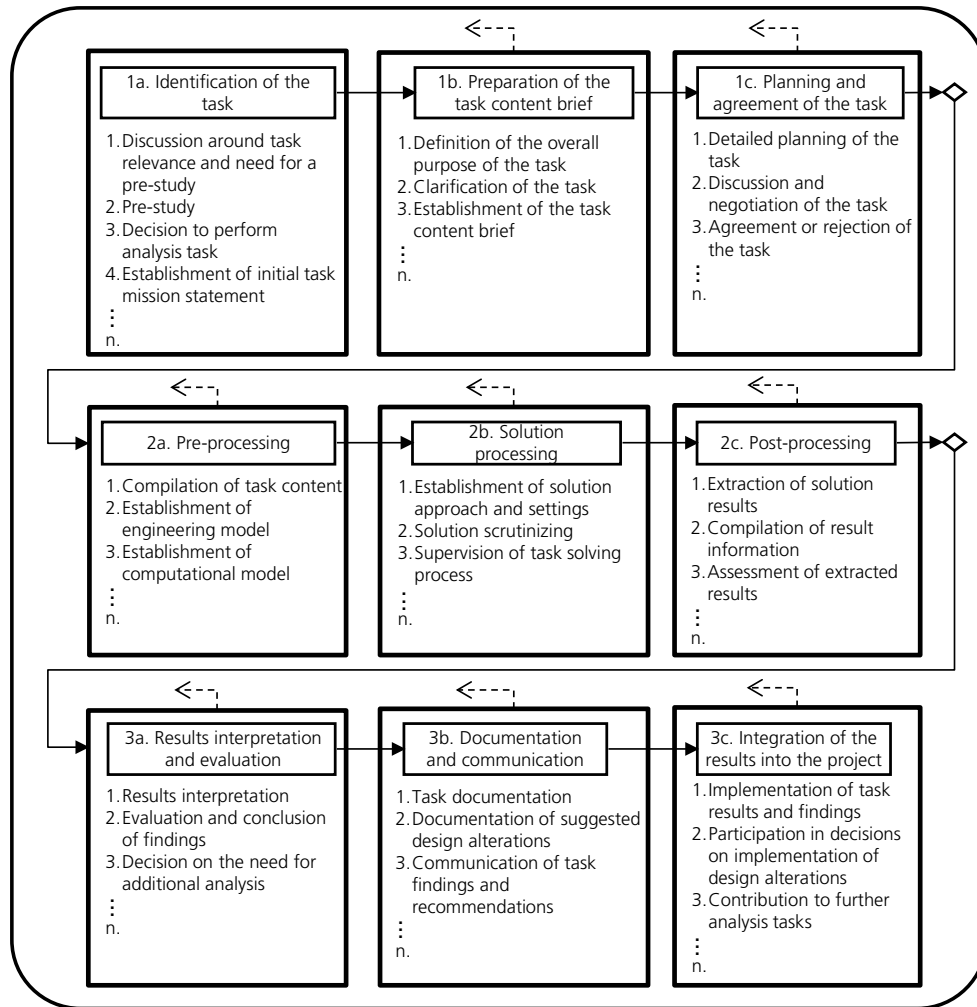 1a. Identification of the
task
1. Discussion around task
relevance and need for a
pre-study
2. Pre-study
3. Decision to perform
analysis task
4. Establishment of initial task
mission statement
⋮
n.
1b. Preparation of the
task content brief
1. Definition of the overall
purpose of the task
2. Clarification of the task
3. Establishment of the task
content brief
⋮
n.
1c. Planning and
agreement of the task
1. Detailed planning of the
task
2. Discussion and
negotiation of the task
3. Agreement or rejection of
the task
⋮
n.
2a. Pre-processing
1. Compilation of task content
2. Establishment of
engineering model
3. Establishment of
computational model
⋮
n.
2b. Solution
processing
1. Establishment of solution
approach and settings
2. Solution scrutinizing
3. Supervision of task solving
process
⋮
n.
2c. Post-processing
1. Extraction of solution
results
2. Compilation of result
information
3. Assessment of extracted
results
⋮
n.
3a. Results interpretation
and evaluation
1. Results interpretation
2. Evaluation and conclusion
of findings
3. Decision on the need for
additional analysis
⋮
n.
3b. Documentation
and communication
1. Task documentation
2. Documentation of suggested
design alterations
3. Communication of task
findings and
recommendations
⋮
n.
3c. Integration of the
results into the project
1. Implementation of task
results and findings
2. Participation in decisions
on implementation of
design alterations
3. Contribution to further
analysis tasks
⋮
n.